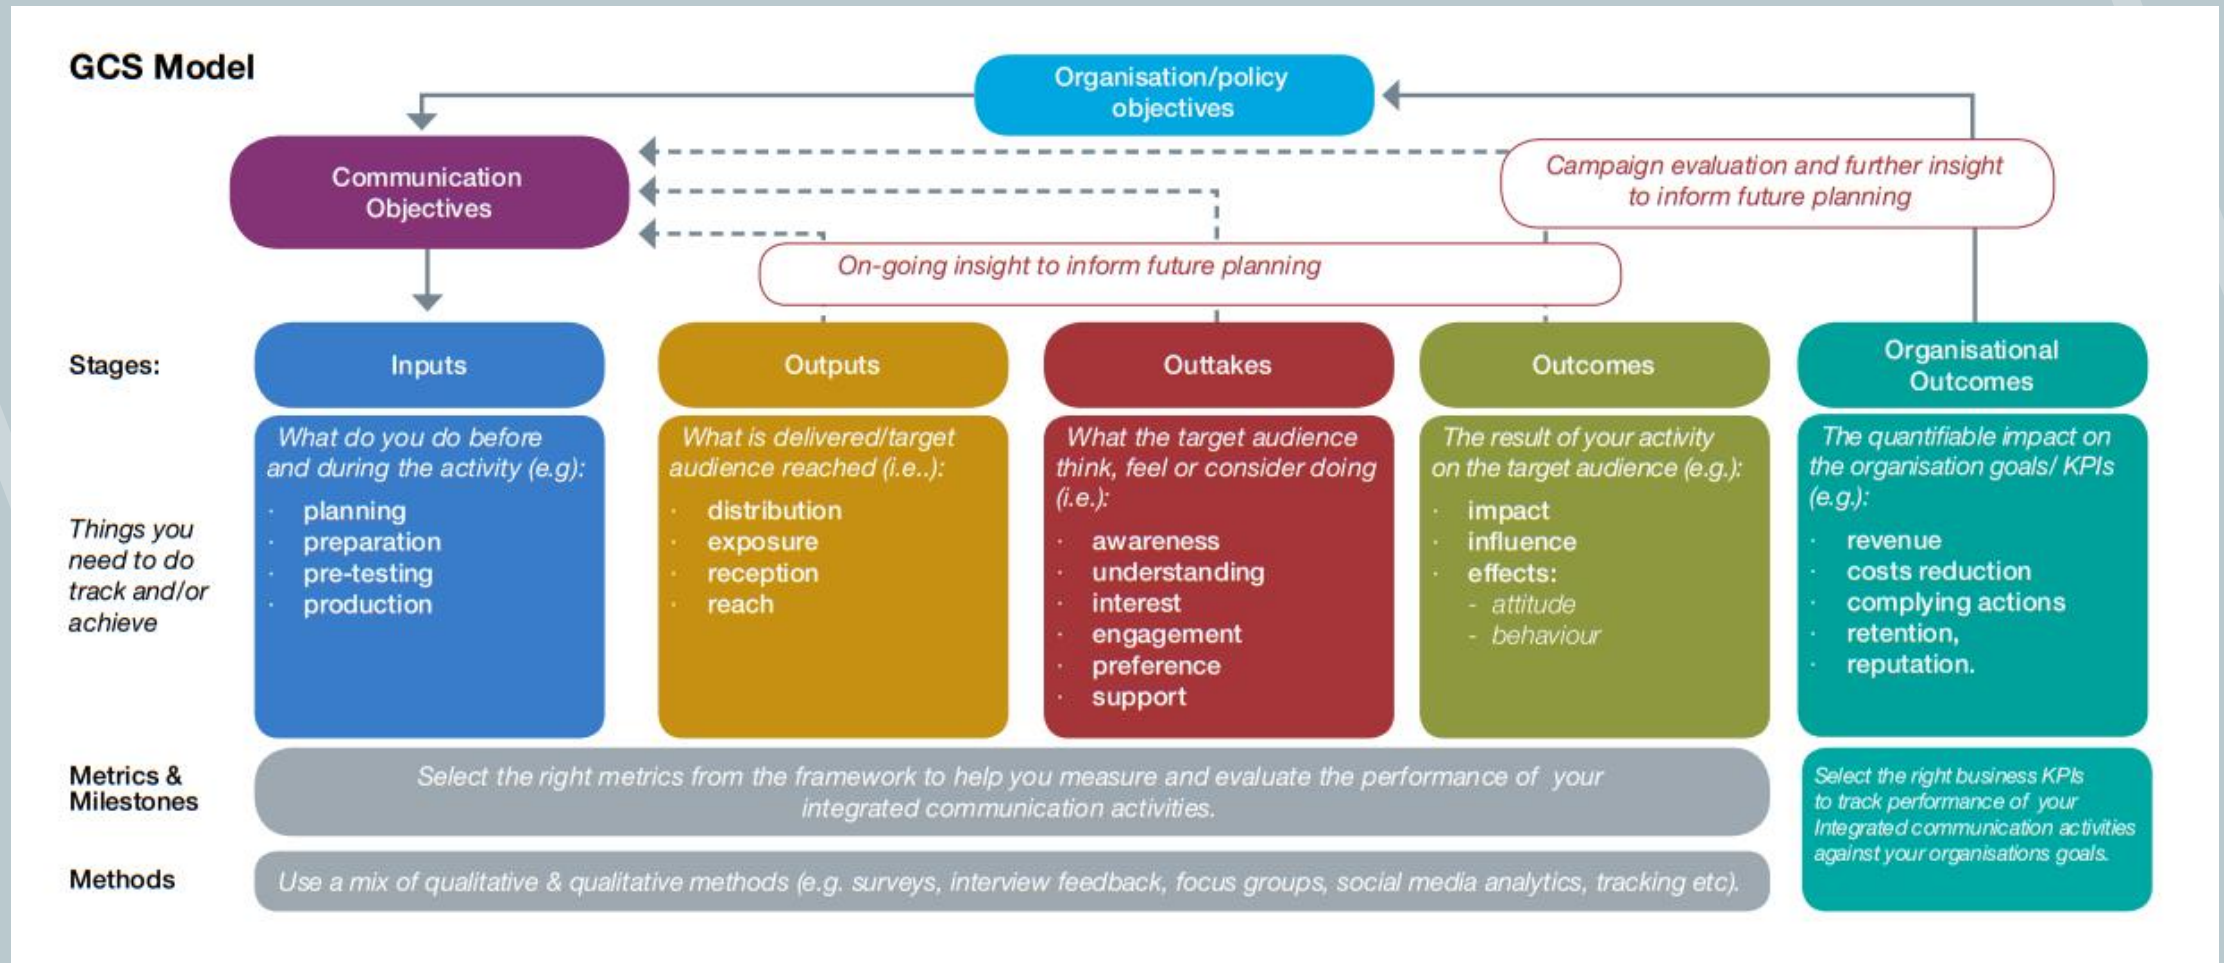 GCS Model
Organisation/policy
objectives
Communication
Objectives
Campaign evaluation and further insight
to inform future planning
On-going insight to inform future planning
Stages:
Inputs
Outputs
Outtakes
Outcomes
Organisational
Outcomes
Things you
need to do
track and/or
achieve
What do you do before
and during the activity (e.g):
· planning
· preparation
· pre-testing
· production
What is delivered/target
audience reached (i.e..):
· distribution
· exposure
· reception
· reach
What the target audience
think, feel or consider doing
(i.e.):
· awareness
· understanding
· interest
· engagement
· preference
· support
The result of your activity
on the target audience (e.g.):
· impact
· influence
· effects:
- attitude
- behaviour
The quantifiable impact on
the organisation goals/ KPIs
(e.g.):
· revenue
· costs reduction
· complying actions
· retention,
· reputation.
Metrics &
Milestones
Select the right metrics from the framework to help you measure and evaluate the performance of your
integrated communication activities.
Select the right business KPIs
to track performance of your
Integrated communication activities
against your organisations goals.
Methods
Use a mix of qualitative & qualitative methods (e.g. surveys, interview feedback, focus groups, social media analytics, tracking etc).